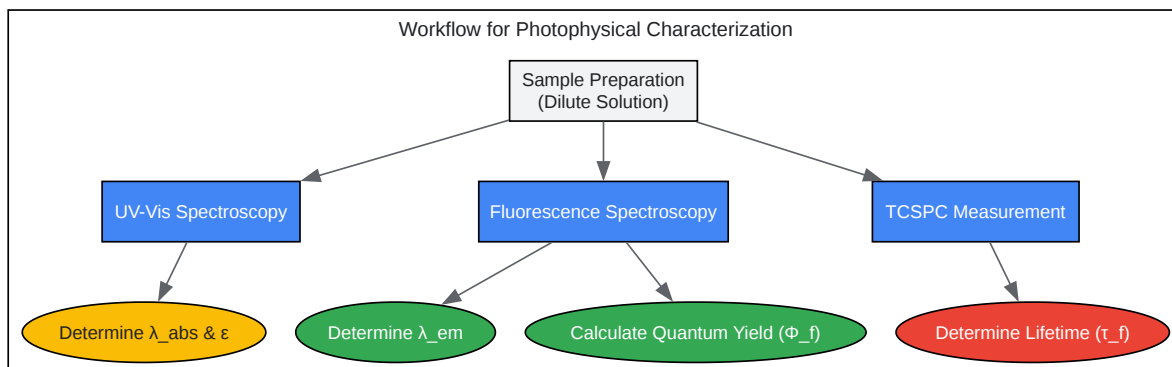 Workflow for Photophysical Characterization
Sample Preparation
(Dilute Solution)
UV-Vis Spectroscopy
Fluorescence Spectroscopy
TCSPC Measurement
Determine λ_abs & ε
Determine λ_em
Calculate Quantum Yield (Φ_f)
Determine Lifetime (τ_f)